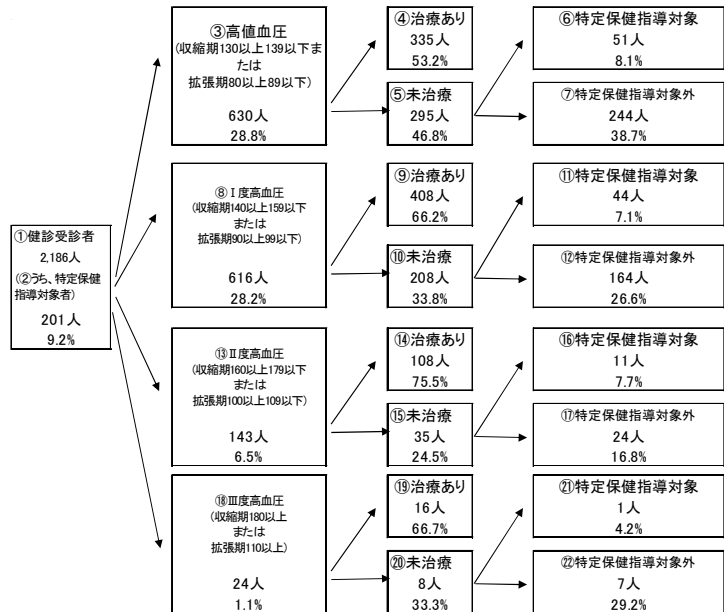 ①健診受診者
2,186人
(②うち、特定保健
指導対象者)
201人
9.2%
③高値血圧
(収縮期130以上139以下ま
たは
拡張期80以上89以下)
630人
28.8%
④治療あり
335人
53.2%
⑤未治療
295人
46.8%
⑥特定保健指導対象
51人
8.1%
⑦特定保健指導対象外
244人
38.7%
⑧Ⅰ度高血圧
(収縮期140以上159以下
または
拡張期90以上99以下)
616人
28.2%
⑨治療あり
408人
66.2%
⑩未治療
208人
33.8%
⑪特定保健指導対象
44人
7.1%
⑫特定保健指導対象外
164人
26.6%
⑬Ⅱ度高血圧
(収縮期160以上179以下
または
拡張期100以上109以下)
143人
6.5%
⑭治療あり
108人
75.5%
⑮未治療
35人
24.5%
⑯特定保健指導対象
11人
7.7%
⑰特定保健指導対象外
24人
16.8%
⑱Ⅲ度高血圧
(収縮期180以上
または
拡張期110以上)
24人
1.1%
⑲治療あり
16人
66.7%
⑳未治療
8人
33.3%
㉑特定保健指導対象
1人
4.2%
㉒特定保健指導対象外
7人
29.2%